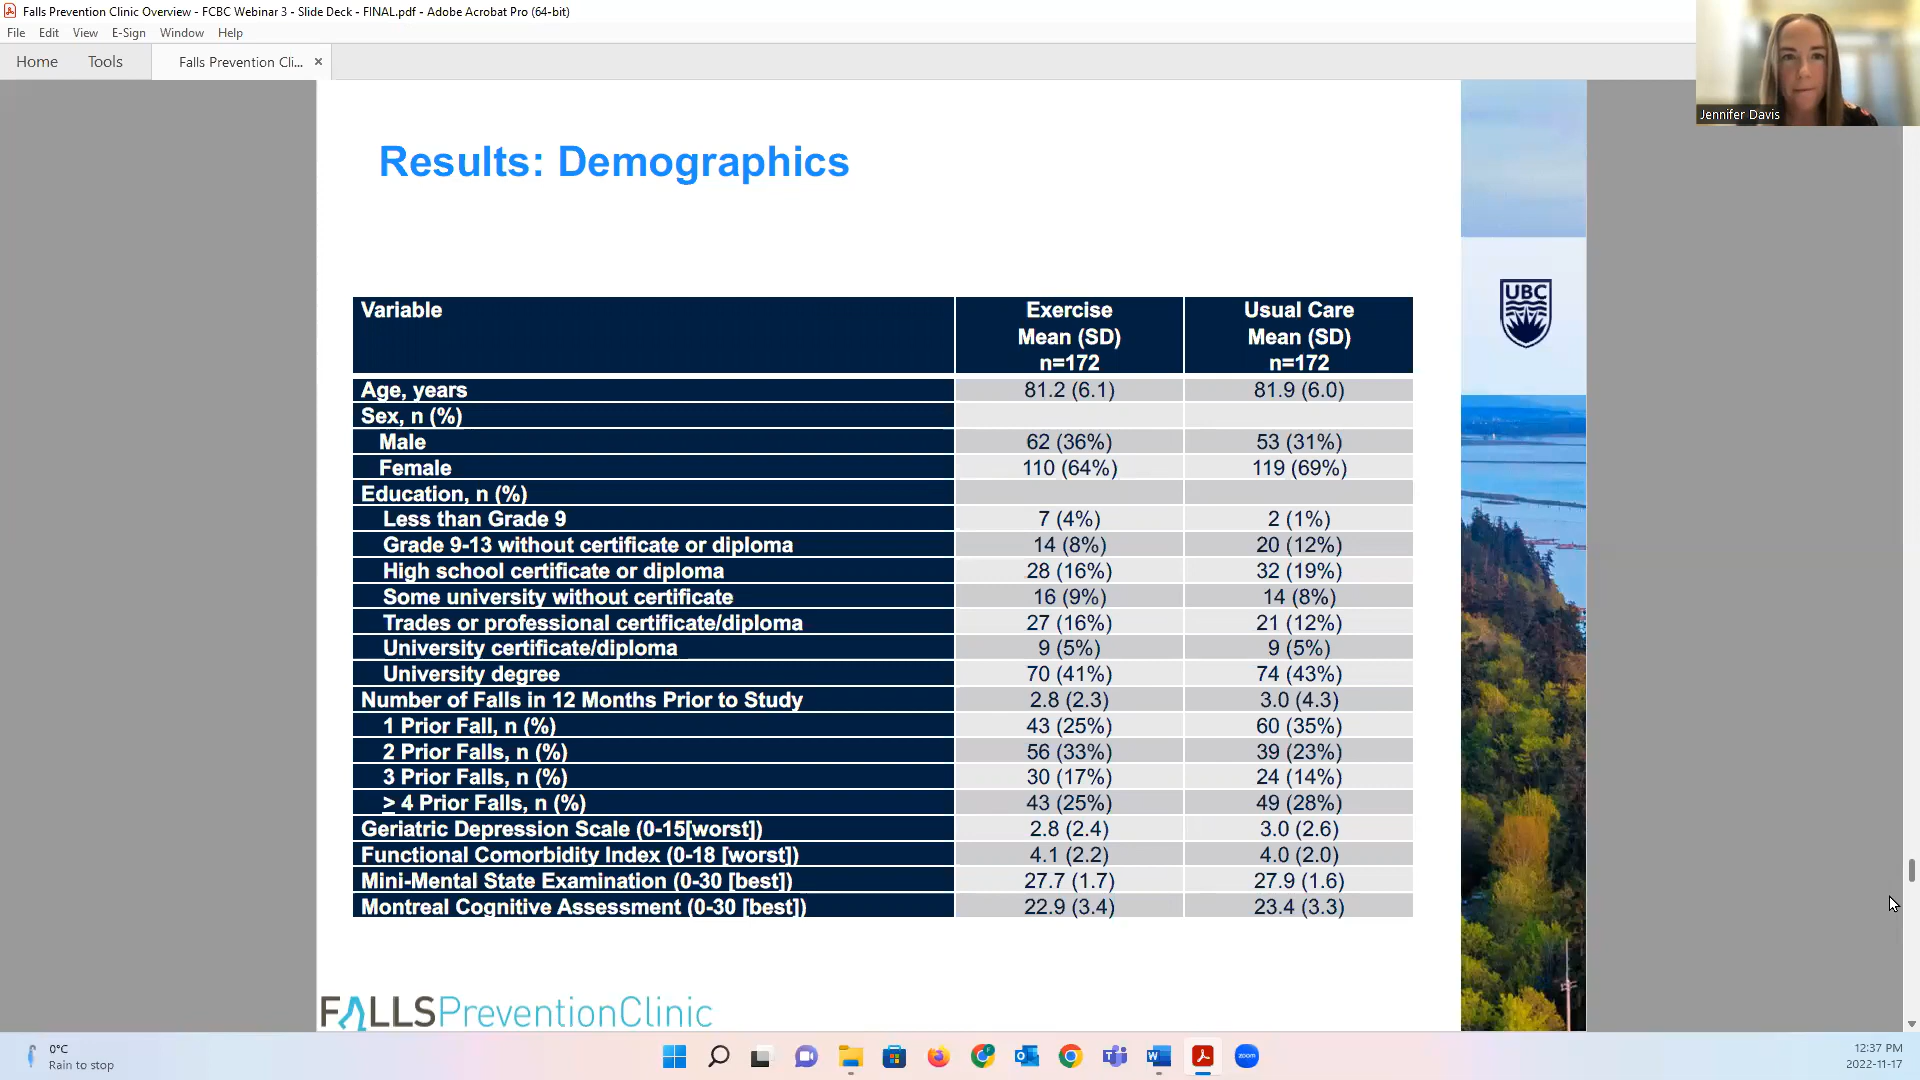 Falls Prevention Clinic Overview - FCBC Webinar 3 - Slide Deck - FINAL.pdf - Adobe Acrobat Pro (64-bit)
File Edit View E-Sign Window Help
Home Tools Falls Prevention Cli... ×
Jennifer Davis
Results: Demographics
UBC
Variable Exercise Mean (SD) n=172 Usual Care Mean (SD) n=172
Age, years 81.2 (6.1) 81.9 (6.0)
Sex, n (%)
Male 62 (36%) 53 (31%)
Female 110 (64%) 119 (69%)
Education, n (%)
Less than Grade 9 7 (4%) 2 (1%)
Grade 9-13 without certificate or diploma 14 (8%) 20 (12%)
High school certificate or diploma 28 (16%) 32 (19%)
Some university without certificate 16 (9%) 14 (8%)
Trades or professional certificate/diploma 27 (16%) 21 (12%)
University certificate/diploma 9 (5%) 9 (5%)
University degree 70 (41%) 74 (43%)
Number of Falls in 12 Months Prior to Study 2.8 (2.3) 3.0 (4.3)
1 Prior Fall, n (%) 43 (25%) 60 (35%)
2 Prior Falls, n (%) 56 (33%) 39 (23%)
3 Prior Falls, n (%) 30 (17%) 24 (14%)
≥ 4 Prior Falls, n (%) 43 (25%) 49 (28%)
Geriatric Depression Scale (0-15[worst]) 2.8 (2.4) 3.0 (2.6)
Functional Comorbidity Index (0-18 [worst]) 4.1 (2.2) 4.0 (2.0)
Mini-Mental State Examination (0-30 [best]) 27.7 (1.7) 27.9 (1.6)
Montreal Cognitive Assessment (0-30 [best]) 22.9 (3.4) 23.4 (3.3)
FALLSPreventionClinic
0°C
Rain to stop
zoom
12:37 PM
2022-11-17